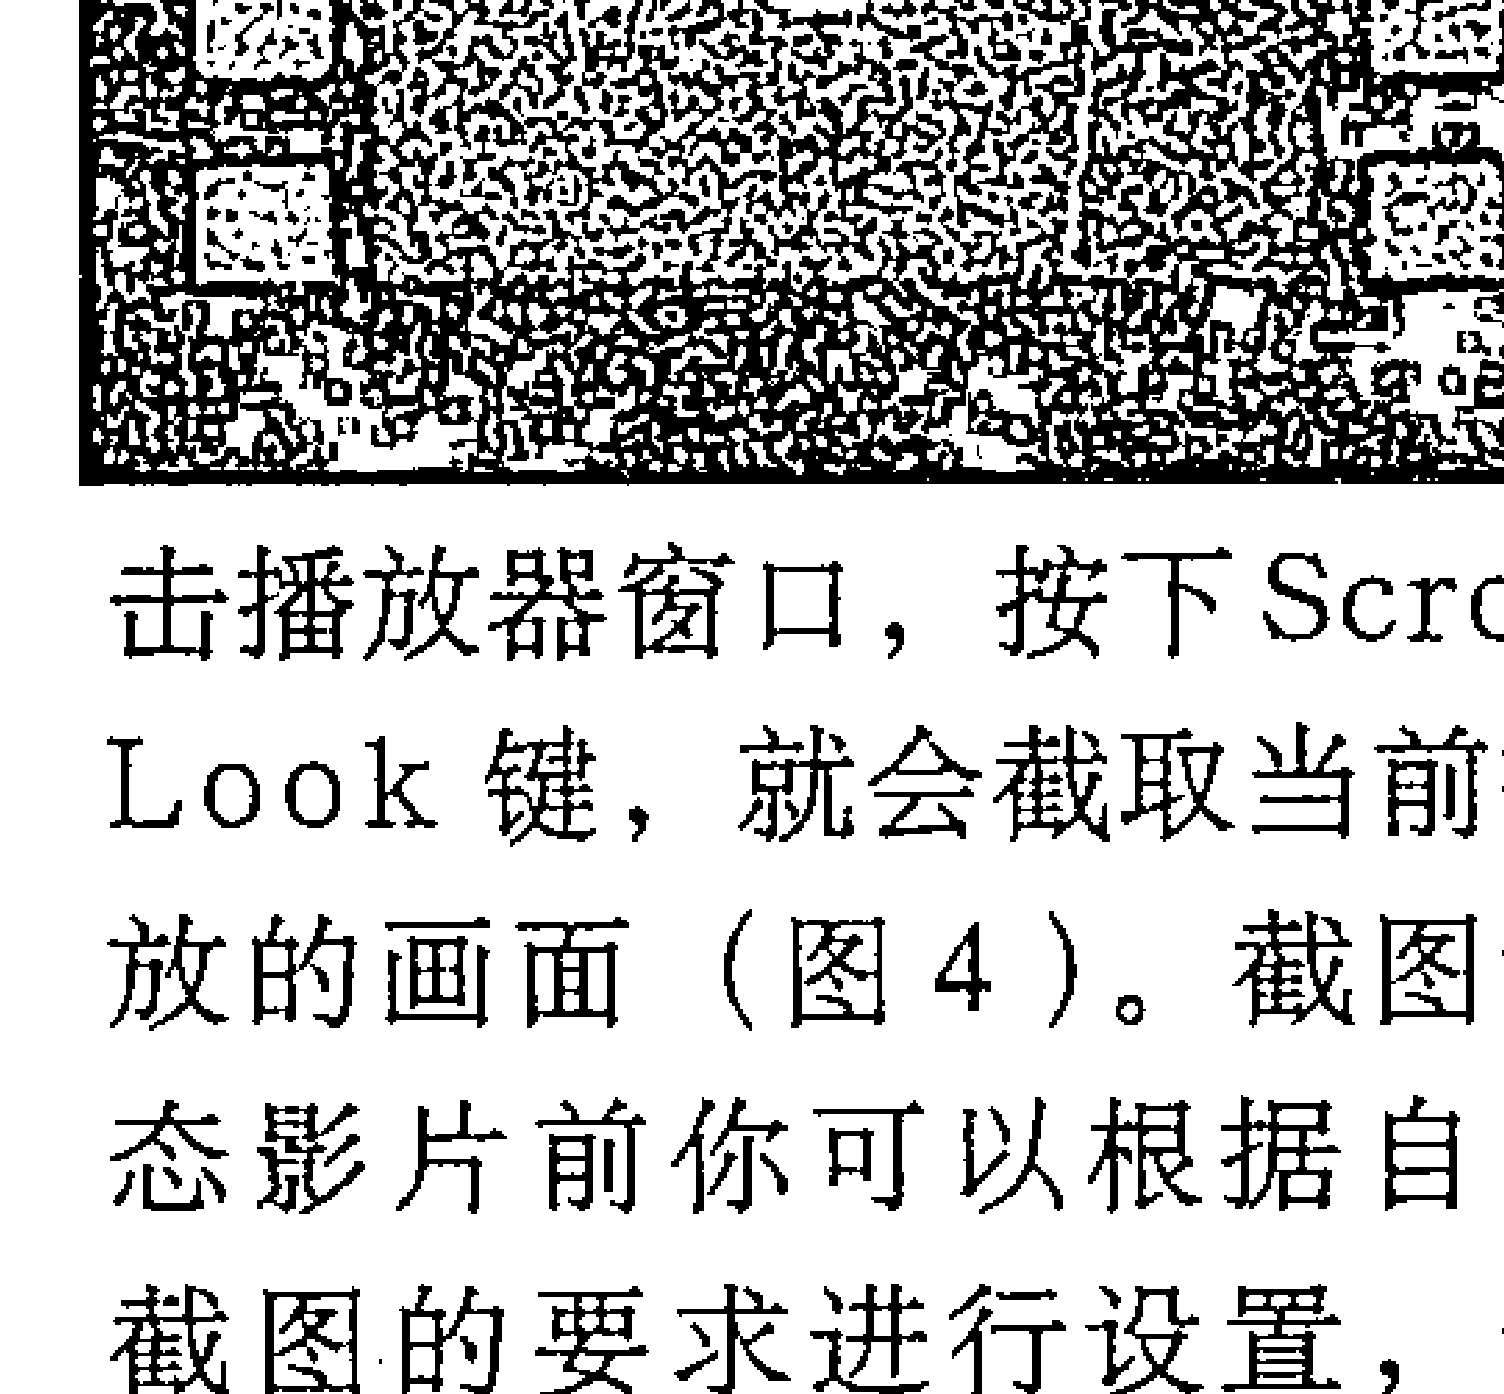 击播放器窗口，按下Scro
Look 键，就会截取当前
放的画面（图 4）。截图
态影片前你可以根据自
截图的要求进行设置，